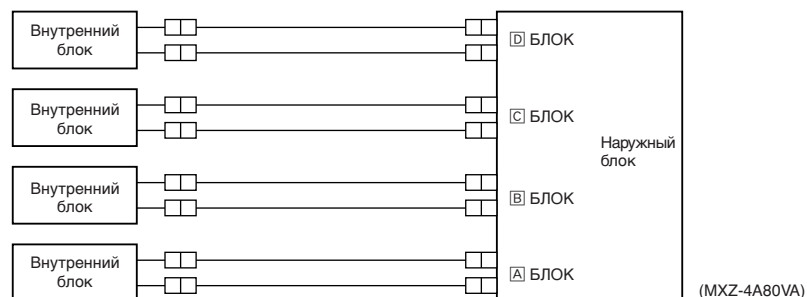 Внутренний
блок
D БЛОК
Внутренний
блок
C БЛОК
Наружный
блок
Внутренний
блок
B БЛОК
Внутренний
блок
A БЛОК
(MXZ-4A80VA)